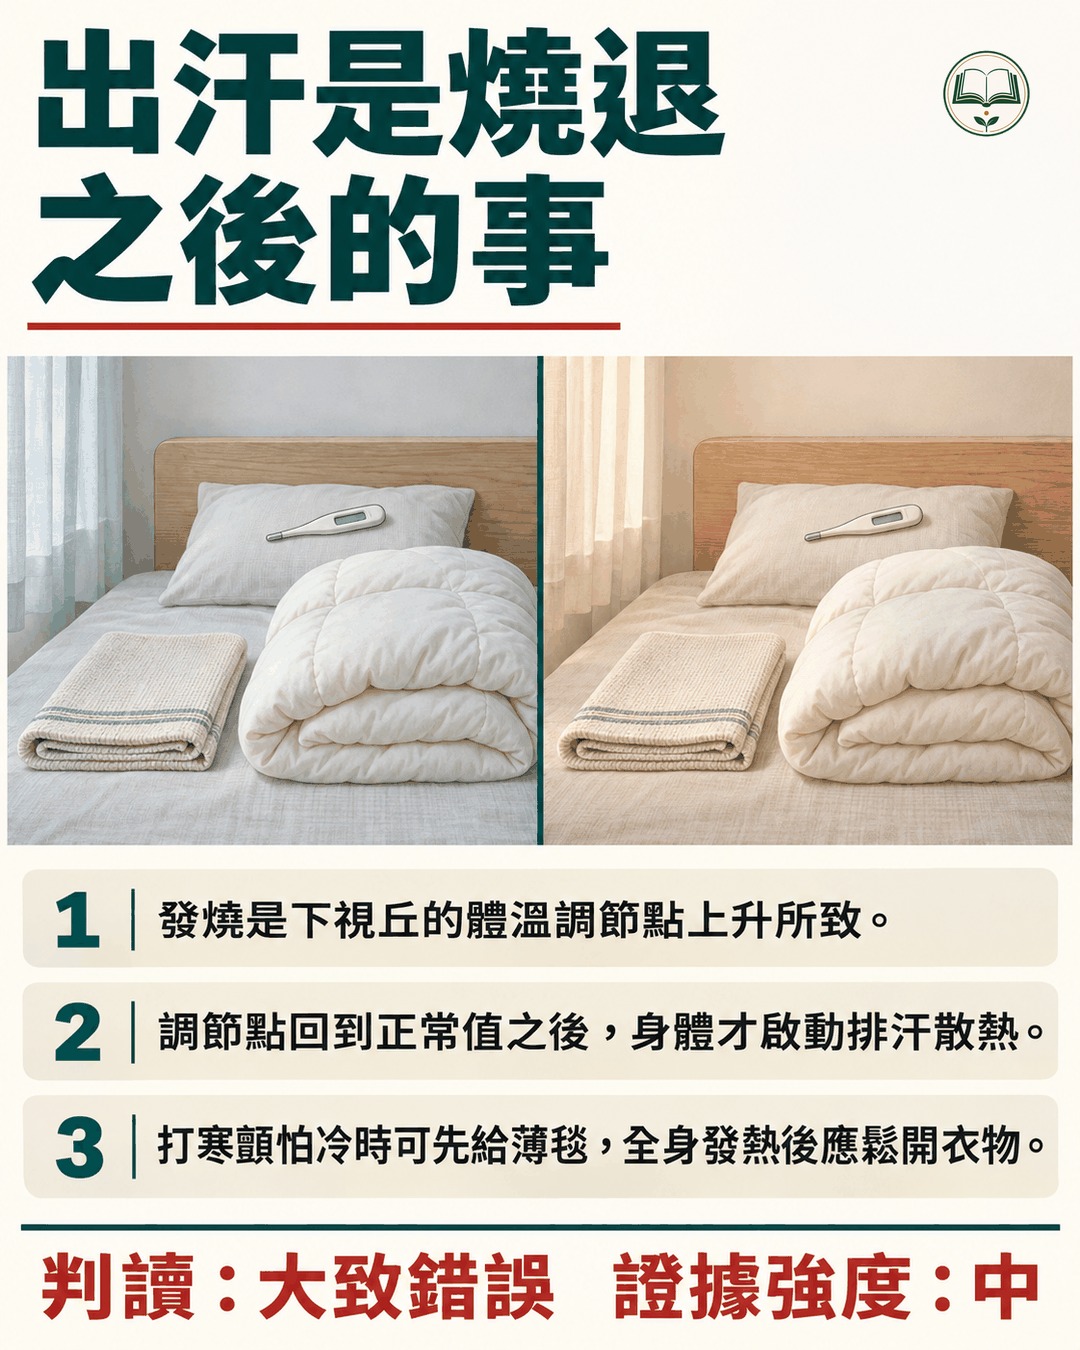 出汗是燒退
之後的事
1 發燒是下視丘的體溫調節點上升所致。
2 調節點回到正常值之後，身體才啟動排汗散熱。
3 打寒顫怕冷時可先給薄毯，全身發熱後應鬆開衣物。
判讀：大致錯誤 證據強度：中